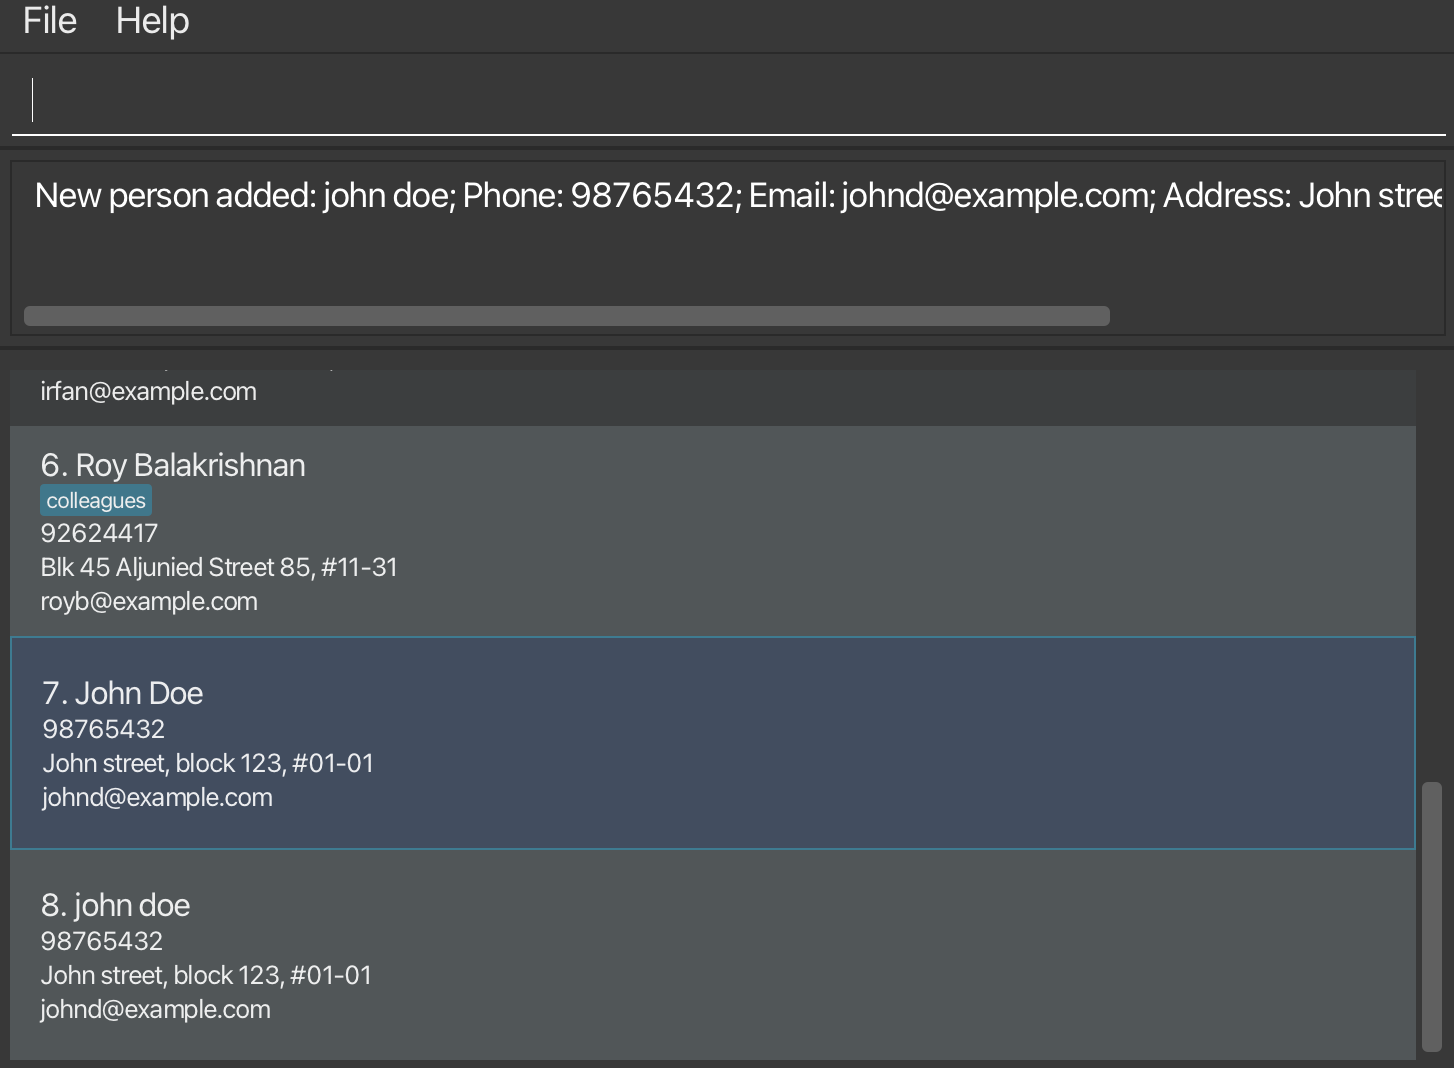 File Help
New person added: john doe; Phone: 98765432; Email: johnd@example.com; Address: John
irfan@example.com
6. Roy Balakrishnan
colleagues
92624417
Blk 45 Aljunied Street 85, #11-31
royb@example.com
7. John Doe
98765432
John street, block 123, #01-01
johnd@example.com
8. john doe
98765432
John street, block 123, #01-01
johnd@example.com